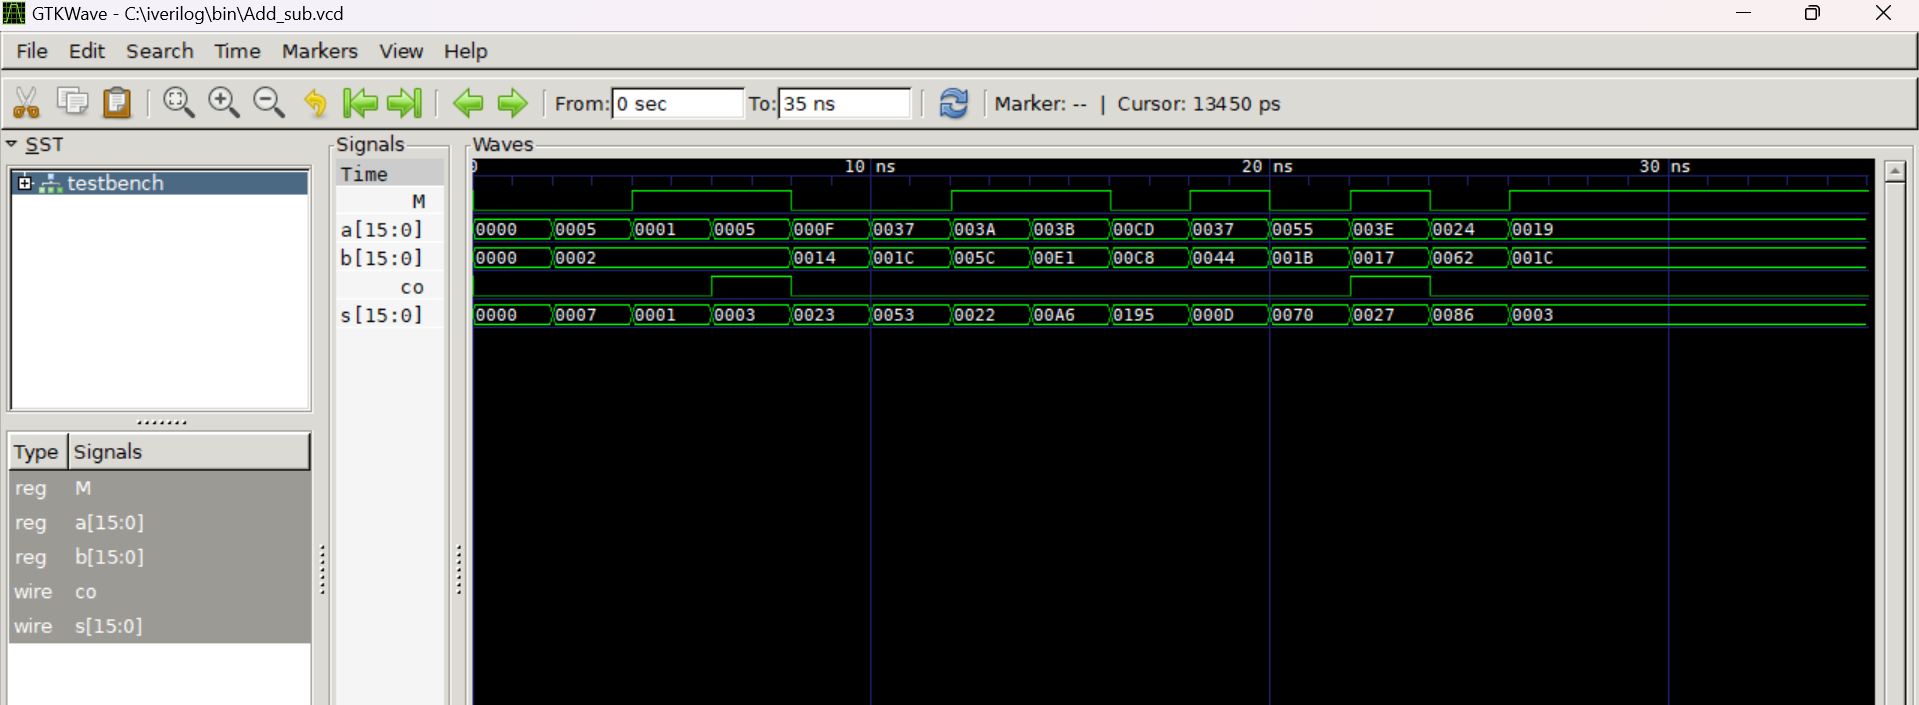 GTKWave - C:\iverilog\bin\Add_sub.vcd
File Edit Search Time Markers View Help
From: 0 sec To: 35 ns Marker: -- | Cursor: 13450 ps
SST
testbench
Type Signals
reg M
reg a[15:0]
reg b[15:0]
wire co
wire s[15:0]
Signals
Time
M
a[15:0]
b[15:0]
co
s[15:0]
Waves
0 10 ns 20 ns 30 ns
0000 0005 0001 0005 000F 0037 003A 003B 00CD 0037 0055 003E 0024 0019
0000 0002 0014 001C 005C 00E1 00C8 0044 001B 0017 0062 001C
0000 0007 0001 0003 0023 0053 0022 00A6 0195 000D 0070 0027 0086 0003